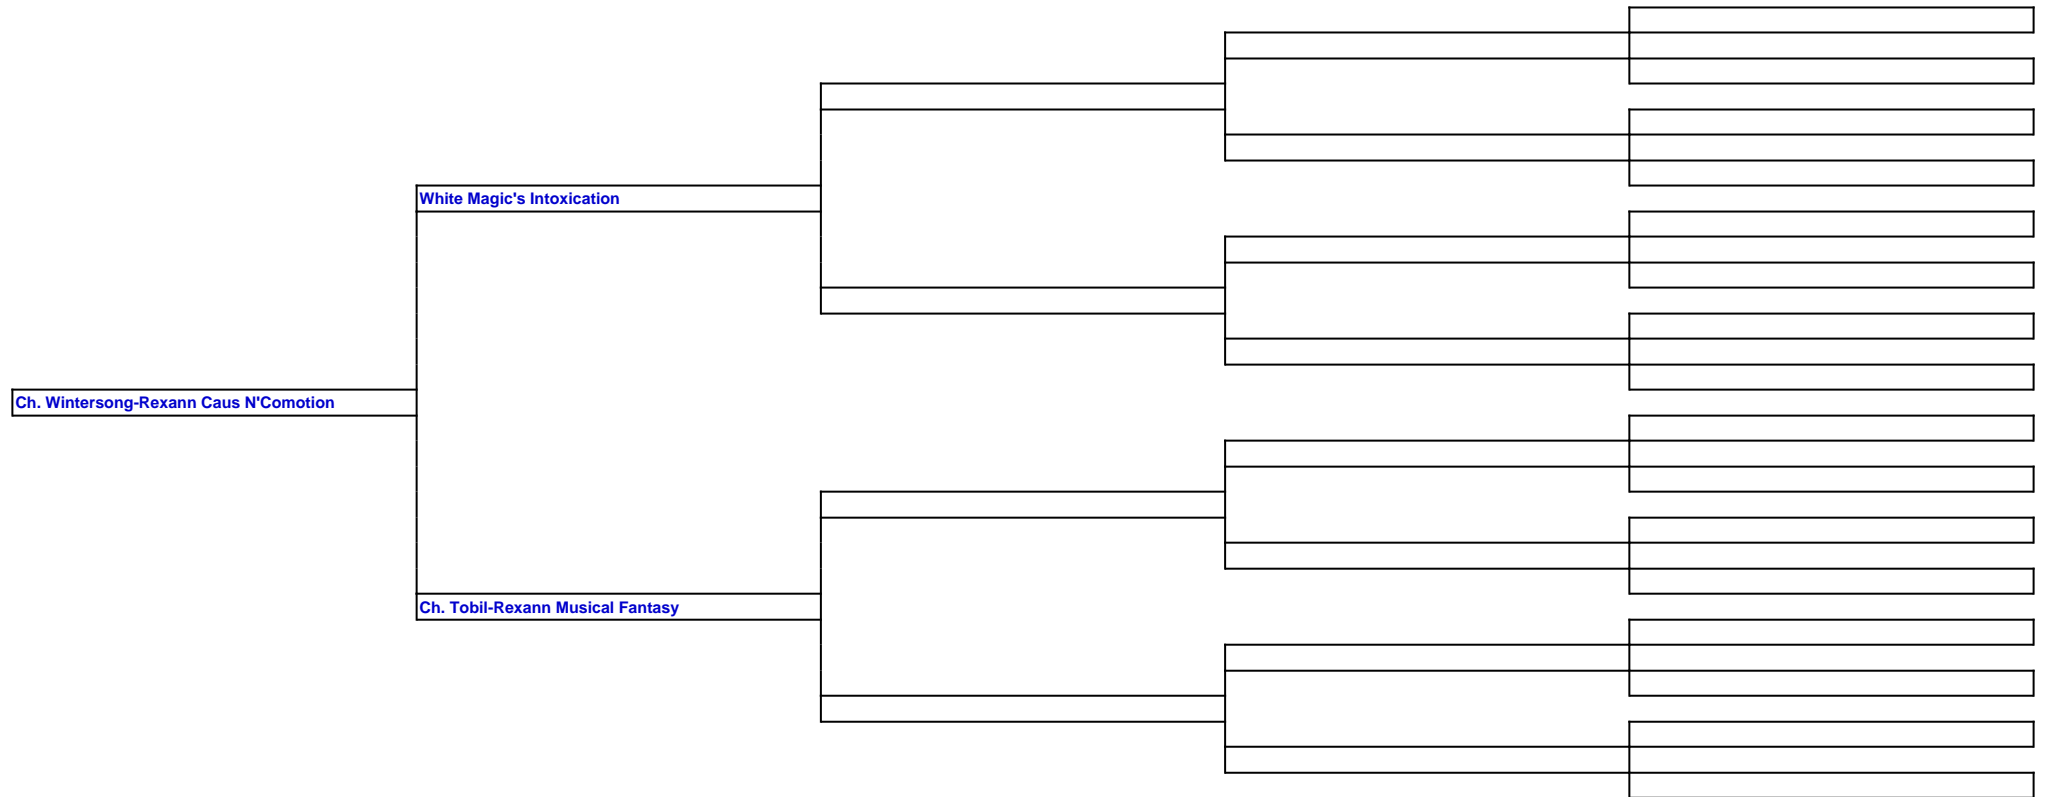 White Magic's Intoxication
Ch. Wintersong-Rexann Caus N'Comotion
Ch. Tobil-Rexann Musical Fantasy